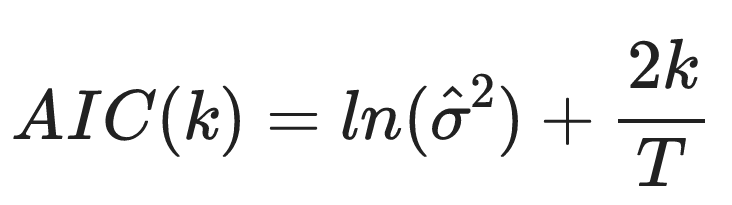 AIC(k) = ln(σ̂²) + 2k/T